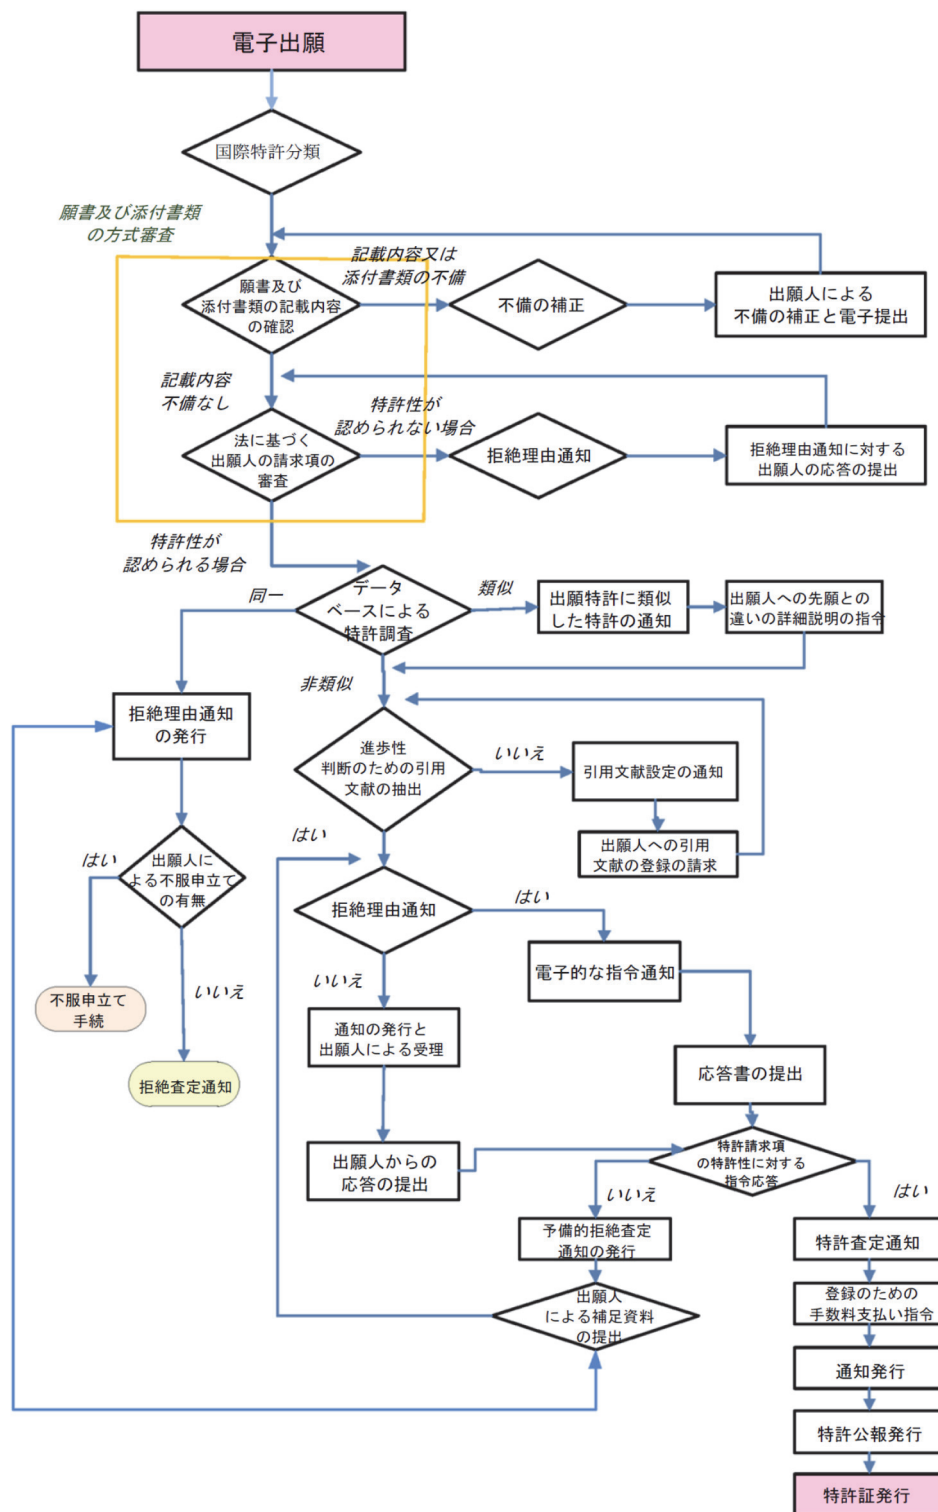 電子出願
国際特許分類
願書及び添付書類
の方式審査
記載内容又は
添付書類の不備
願書及び
添付書類の記載内容
の確認
不備の補正
出願人による
不備の補正と電子提出
記載内容
不備なし
特許性が
認められない場合
法に基づく
出願人の請求項の
審査
拒絶理由通知
拒絶理由通知に対する
出願人の応答の提出
特許性が
認められる場合
同一
データ
ベースによる
特許調査
類似
出願特許に類似
した特許の通知
出願人への先願との
違いの詳細説明の指令
非類似
拒絶理由通知
の発行
進歩性
判断のための引用
文献の抽出
いいえ
引用文献設定の通知
はい
出願人への引用
文献の登録の請求
はい
出願人に
よる不服申立て
の有無
拒絶理由通知
はい
電子的な指令通知
いいえ
いいえ
不服申立て
手続
通知の発行と
出願人による受理
拒絶査定通知
応答書の提出
出願人からの
応答の提出
特許請求項
の特許性に対する
指令応答
いいえ
はい
予備的拒絶査定
通知の発行
特許査定通知
出願人
による補足資料
の提出
登録のための
手数料支払い指令
通知発行
特許公報発行
特許証発行